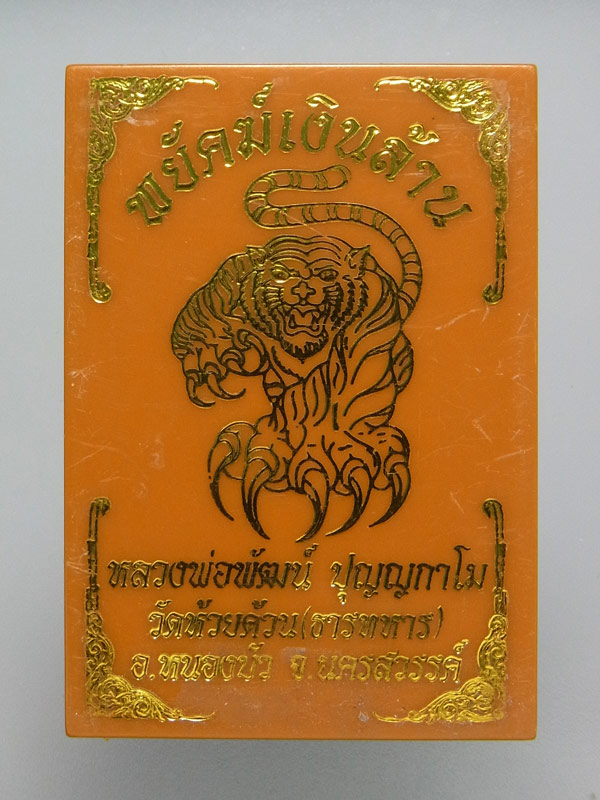 พยัคฆ์เงินล้าน
หลวงพ่อพัฒน์ ปุญญกาโม
วัดห้วยด้วน(ธารทหาร)
อ.หนองบัว จ.นครสวรรค์